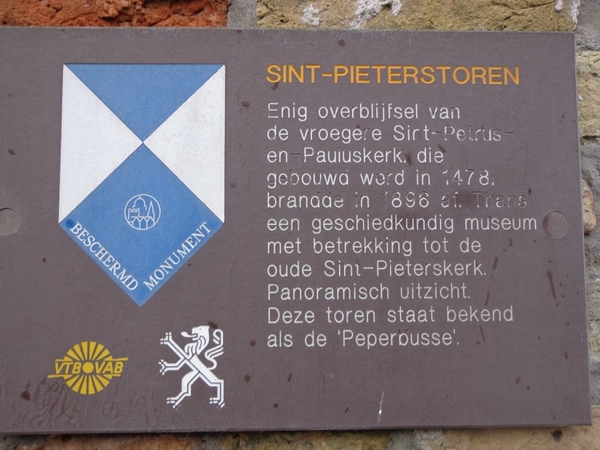 SINT-PIETERSTOREN
Enig overblijfsel van
de vroegere Sint-Petrus-
en-Pauluskerk, die
gebouwd werd in 1478,
brandde in 1896 af. Thans
een geschiedkundig museum
met betrekking tot de
oude Sint-Pieterskerk.
Panoramisch uitzicht.
Deze toren staat bekend
als de 'Peperbusse'.
BESCHERMD MONUMENT
VTB VAB